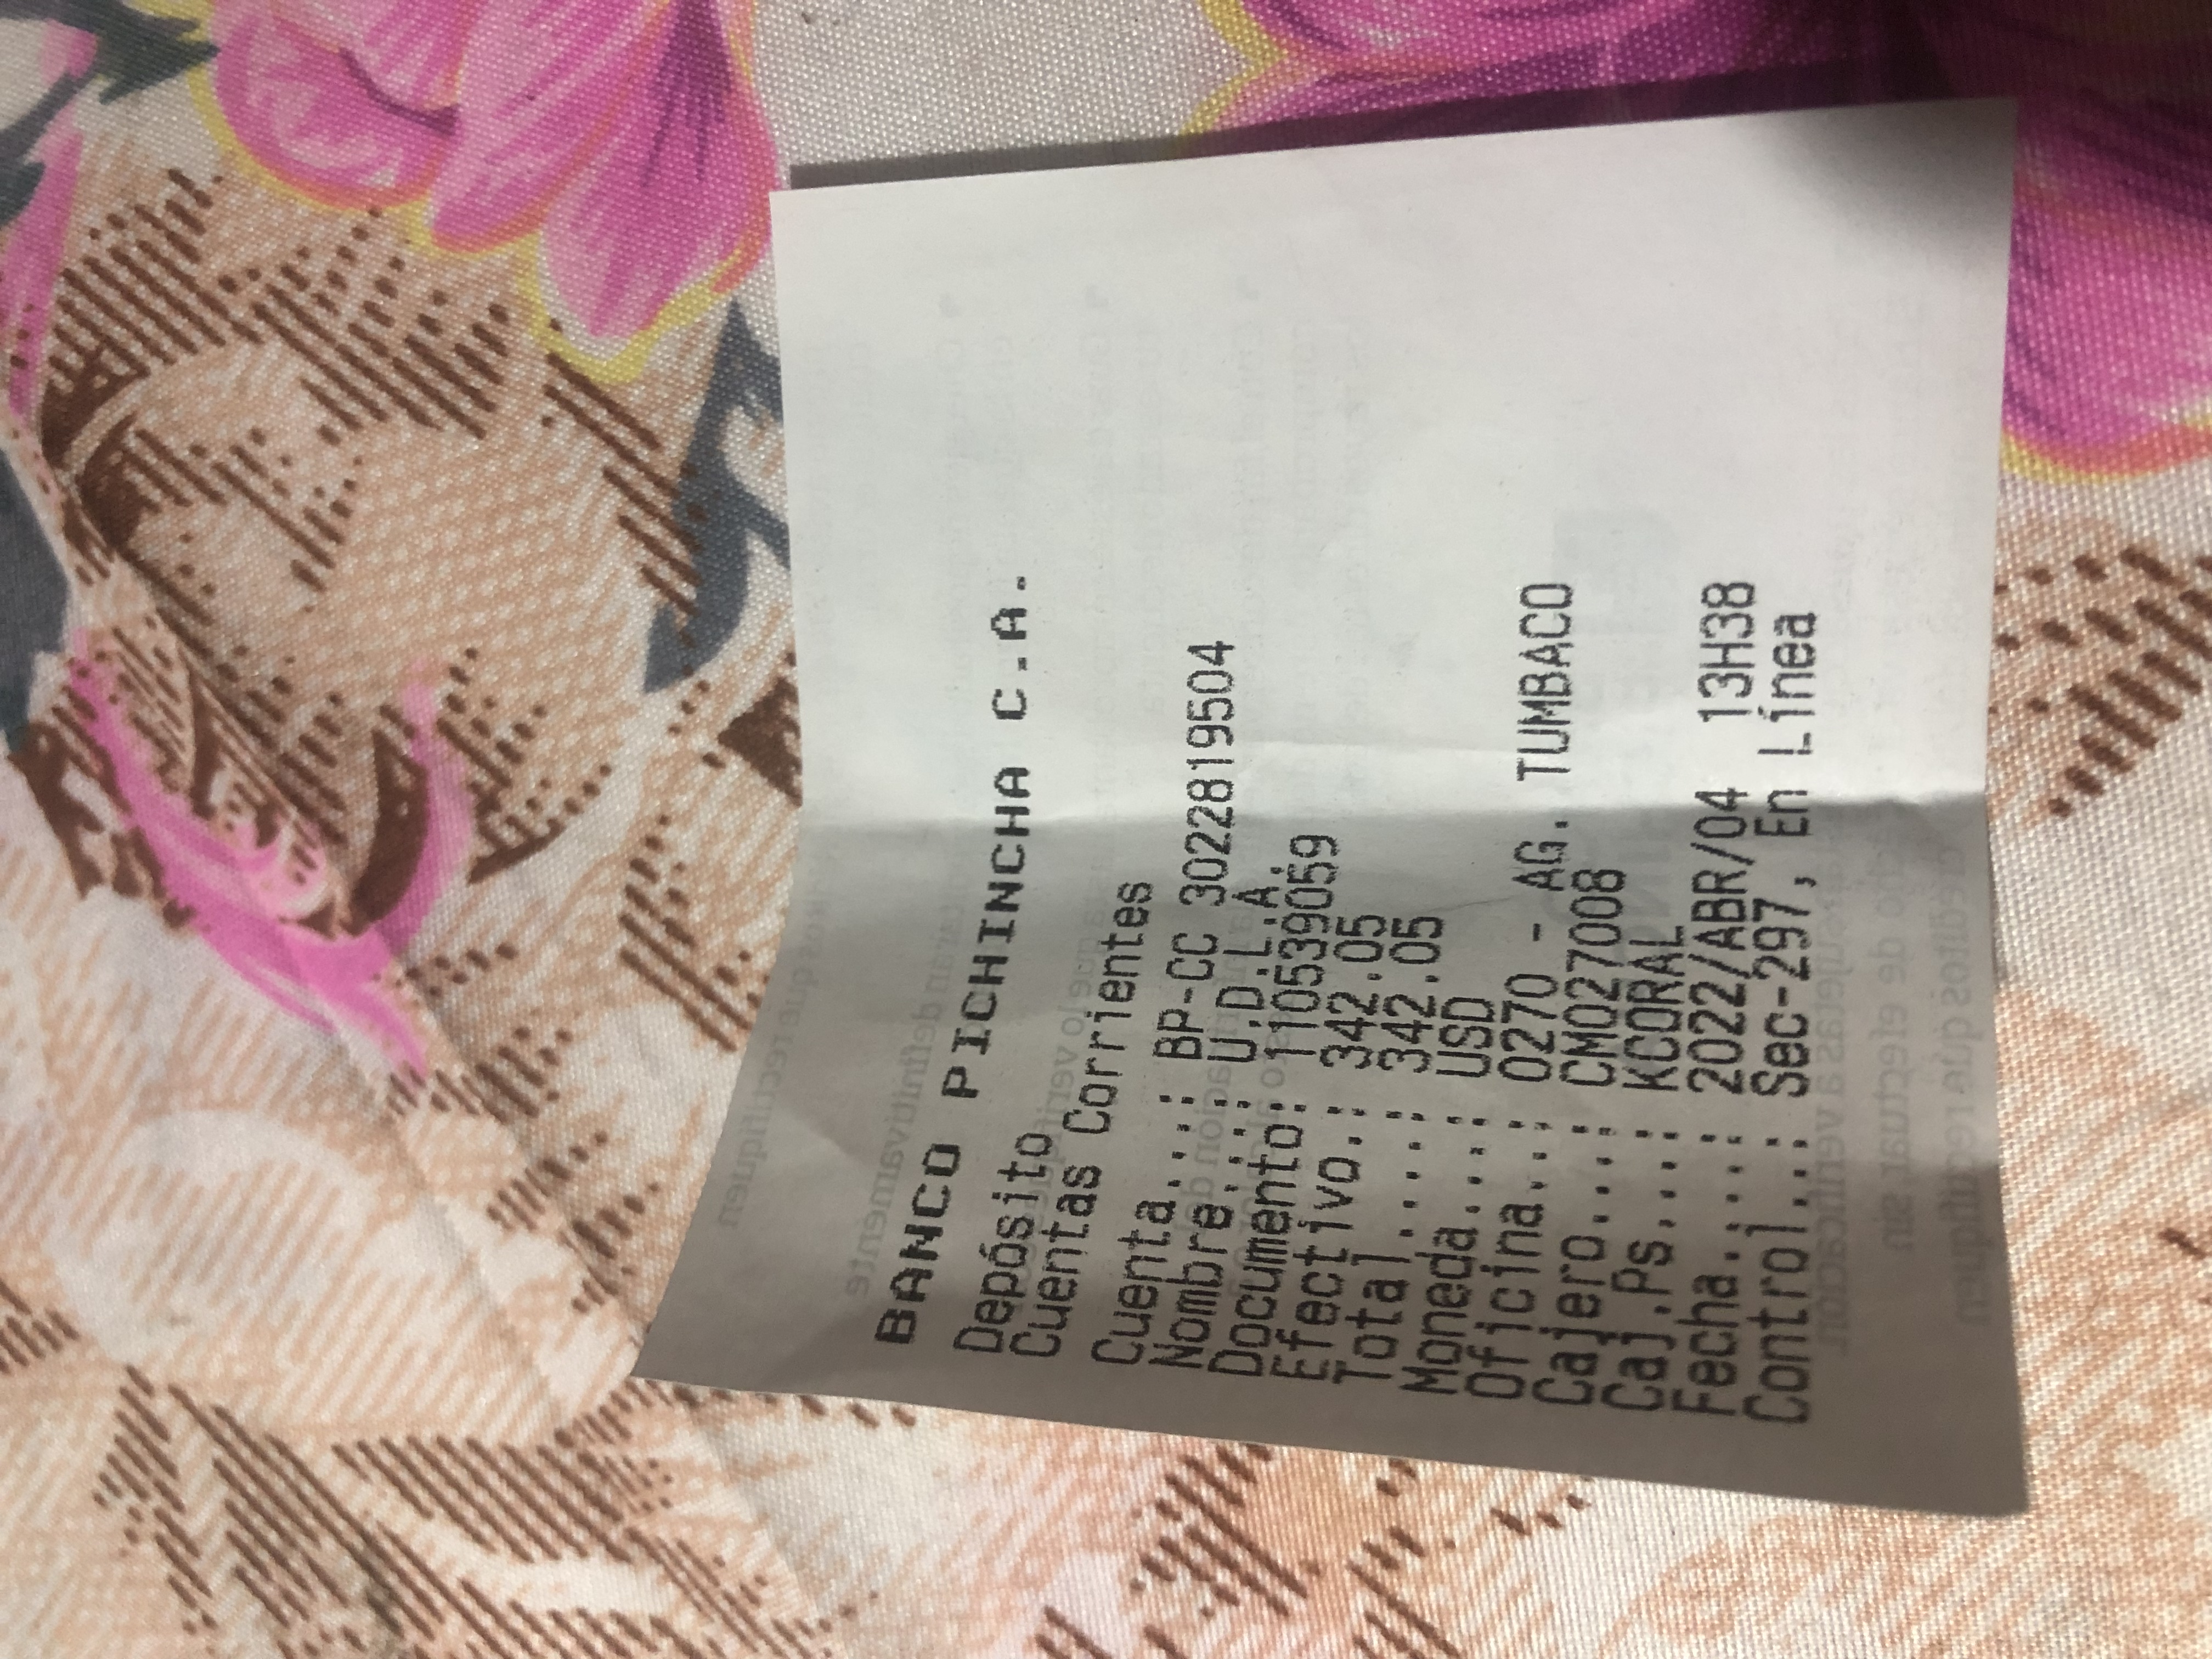 BANCO PICHINCHA C.A.
Depósito
Cuentas Corrientes
Cuenta...: BP-CC 3022819504
Nombre...: U.D.L.A.
Documento: 110539059
Efectivo.: 342.05
Total....: 342.05
Moneda...: USD
Oficina..: 0270 - AG. TUMBACO
Cajero...: CM027008
Caj.Ps...: KCORAL
Fecha....: 2022/ABR/04 13H38
Control..: Sec-297, En Línea